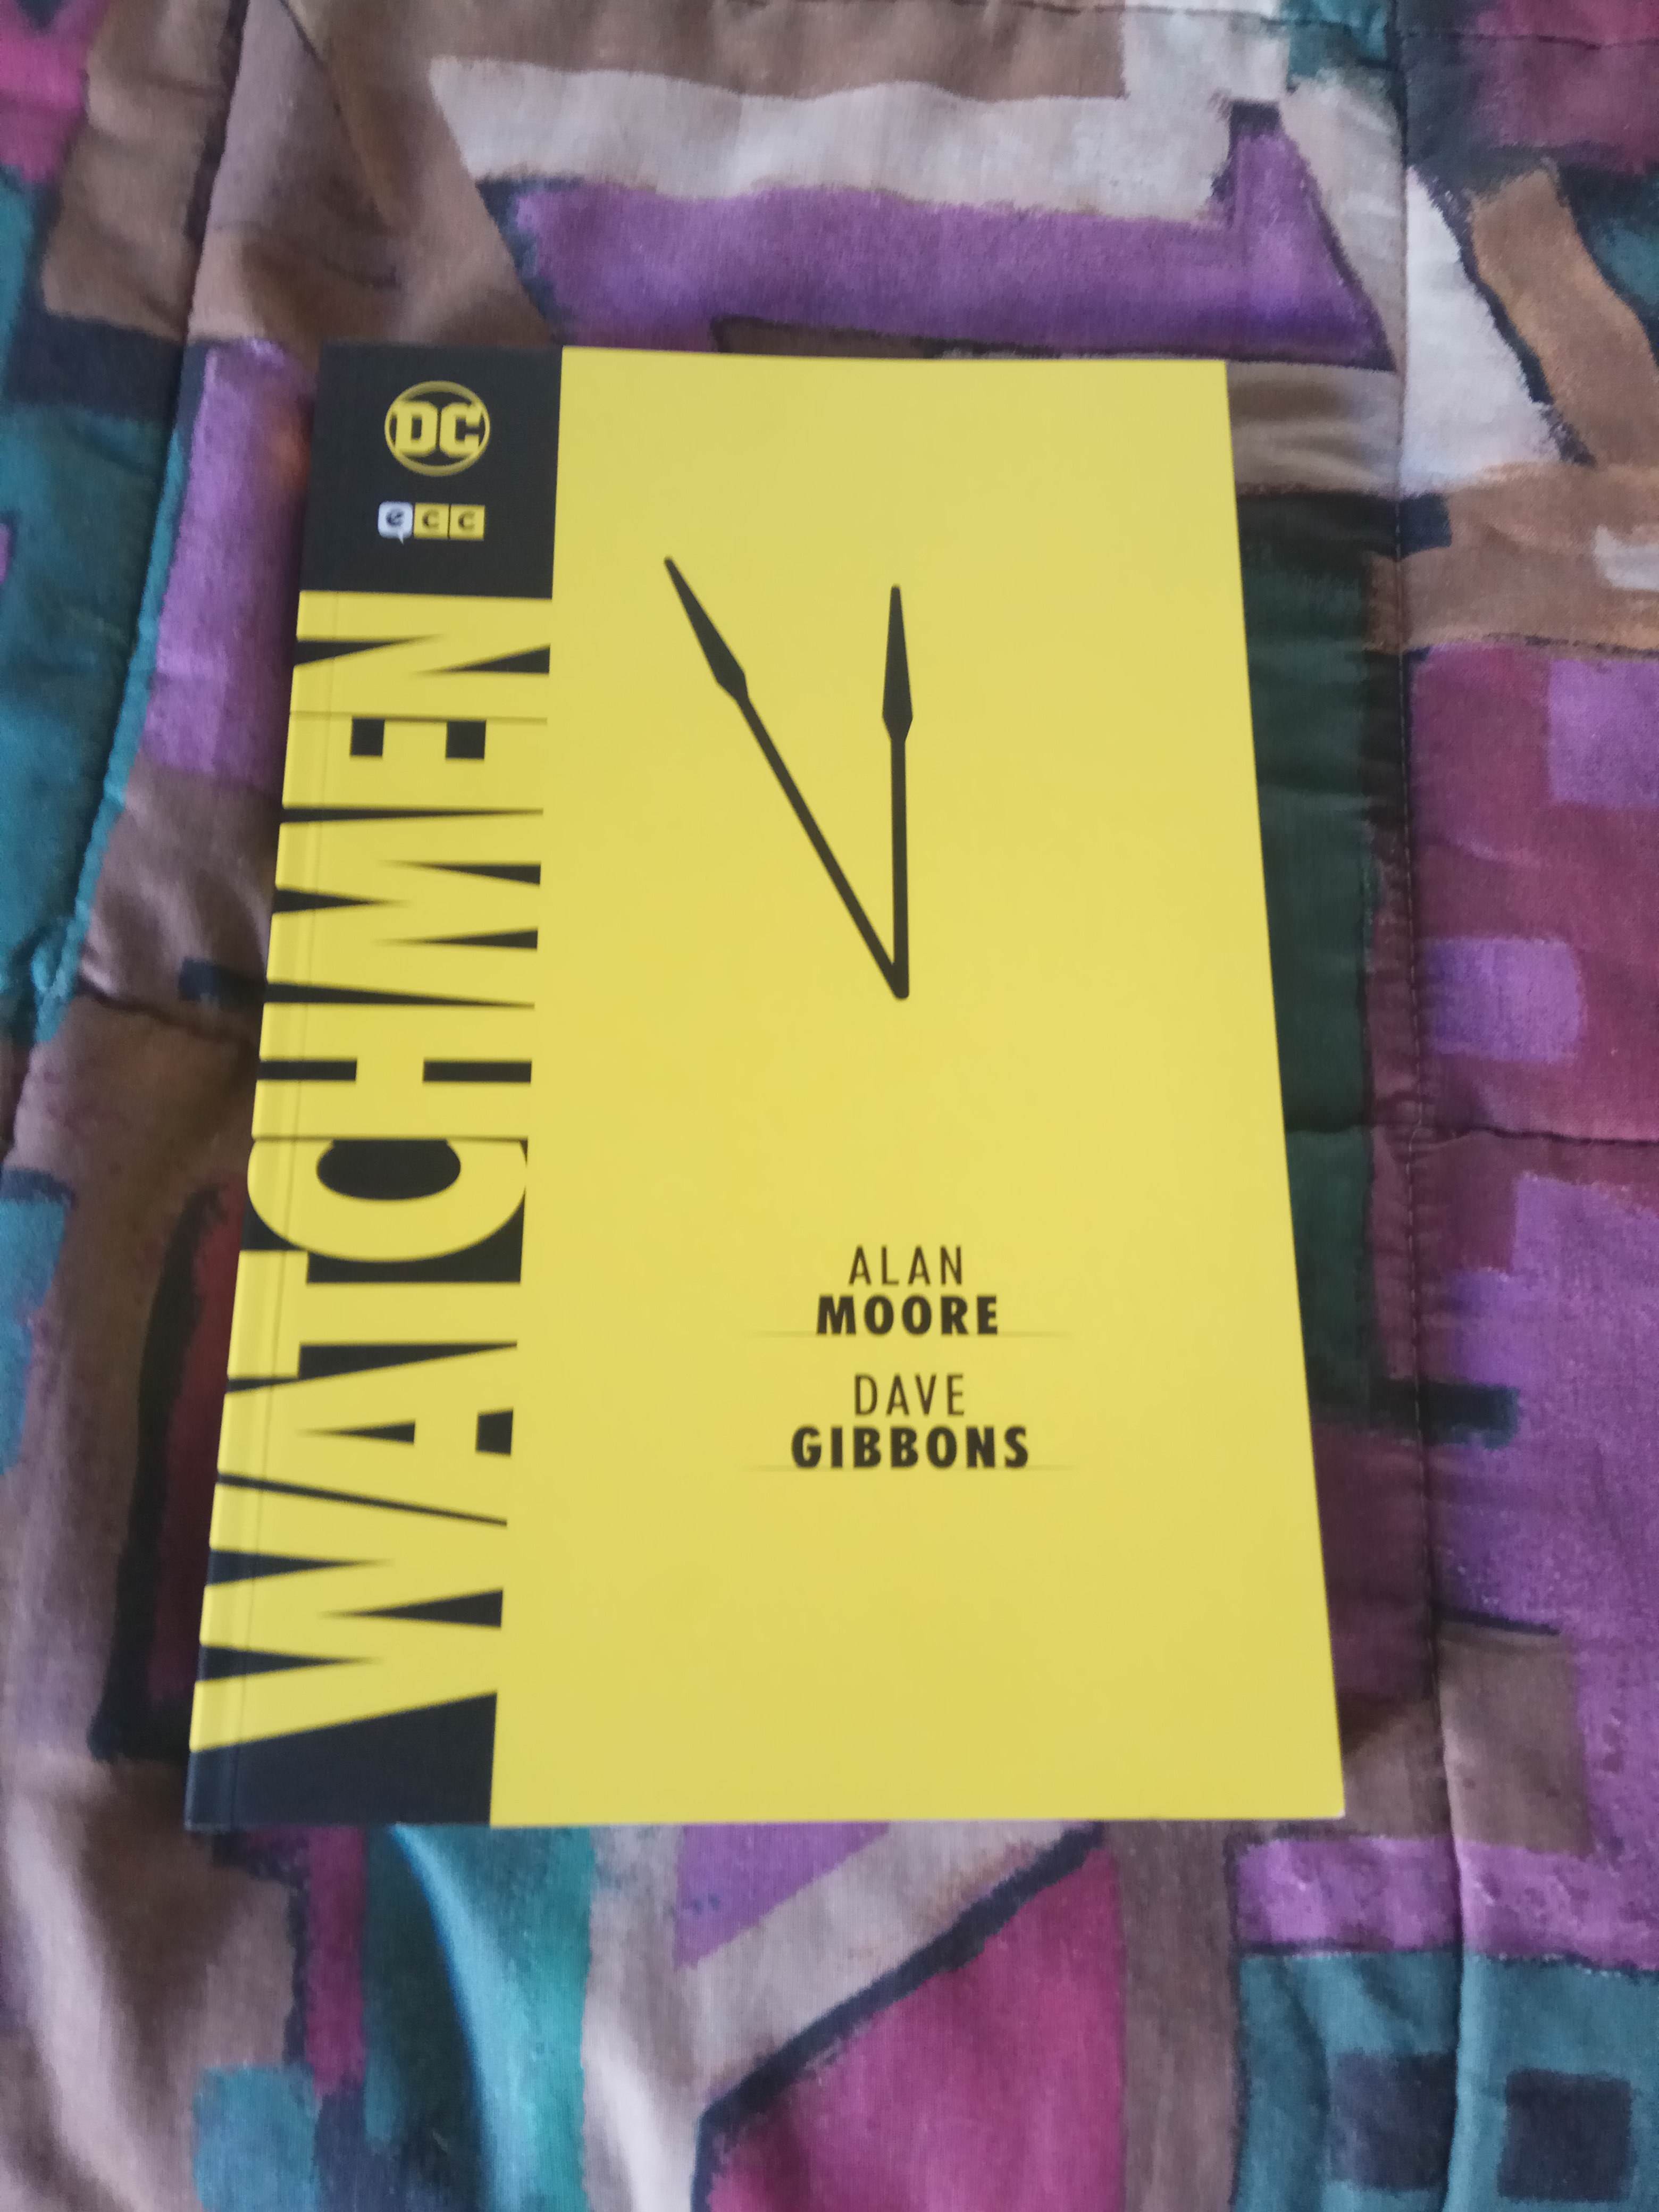 DC
ecc
WATCHMEN
ALAN
MOORE
DAVE
GIBBONS